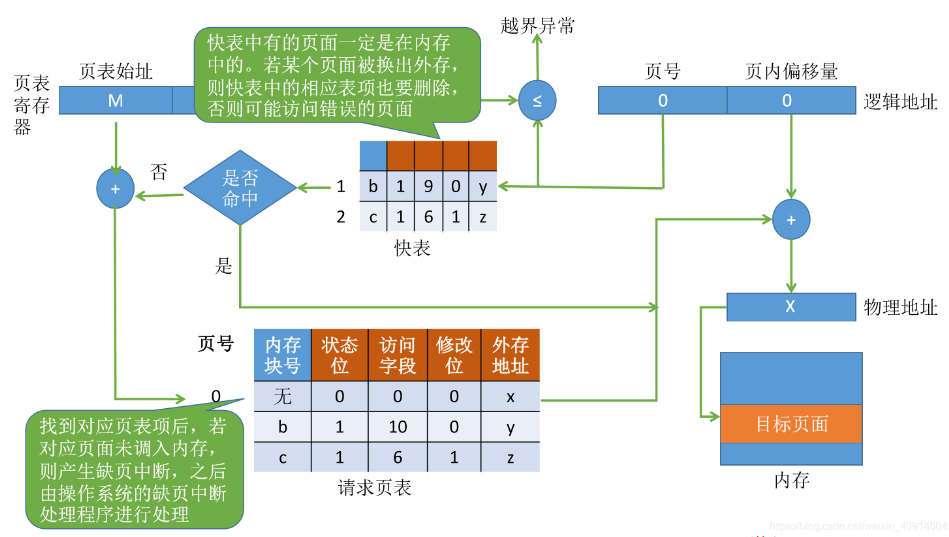 越界异常
快表中有的页面一定是在内存
中的。若某个页面被换出外存，
则快表中的相应表项也要删除，
否则可能访问错误的页面
页表
寄存
器
页表始址
M
≤
页号
页内偏移量
0
0
逻辑地址
+
否
是否
命中
是
1
b 1 9 0 y
2
c 1 6 1 z
快表
+
X
物理地址
页号
内存
块号
状态
位
访问
字段
修改
位
外存
地址
0
无 0 0 0 x
b 1 10 0 y
c 1 6 1 z
请求页表
找到对应页表项后，若
对应页面未调入内存，
则产生缺页中断，之后
由操作系统的缺页中断
处理程序进行处理
目标页面
内存
https://blog.csdn.net/weixin_43914604